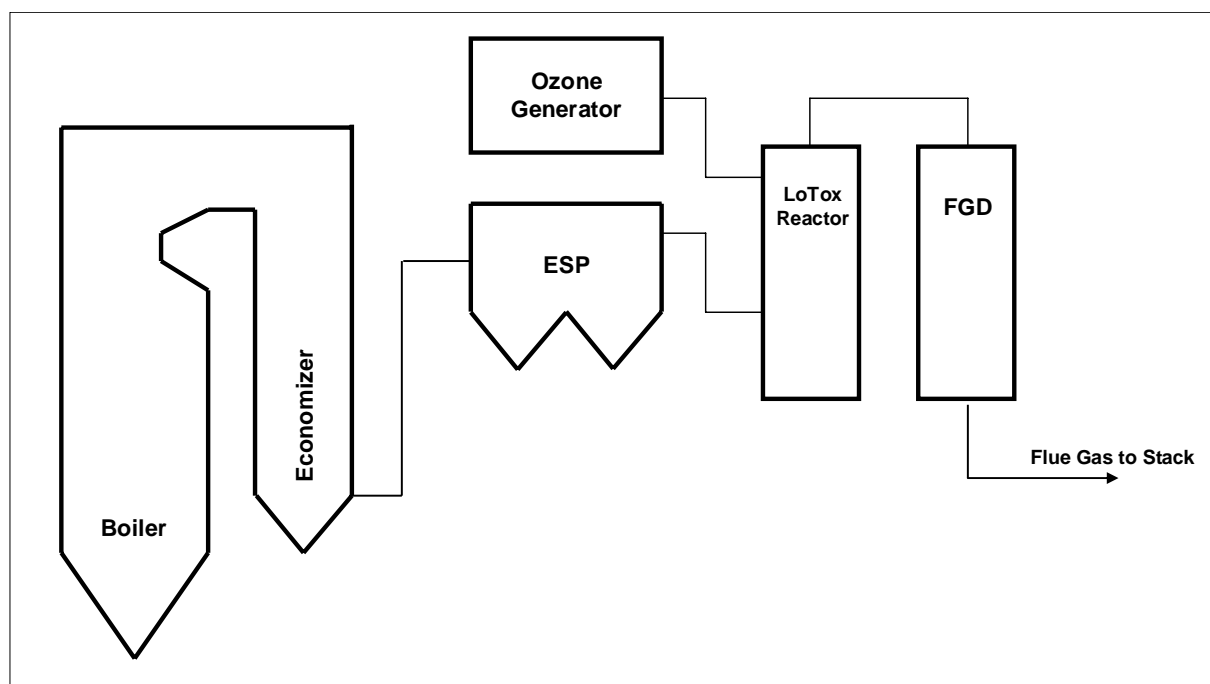 Ozone
Generator
LoTox
Reactor
FGD
ESP
Economizer
Flue Gas to Stack
Boiler